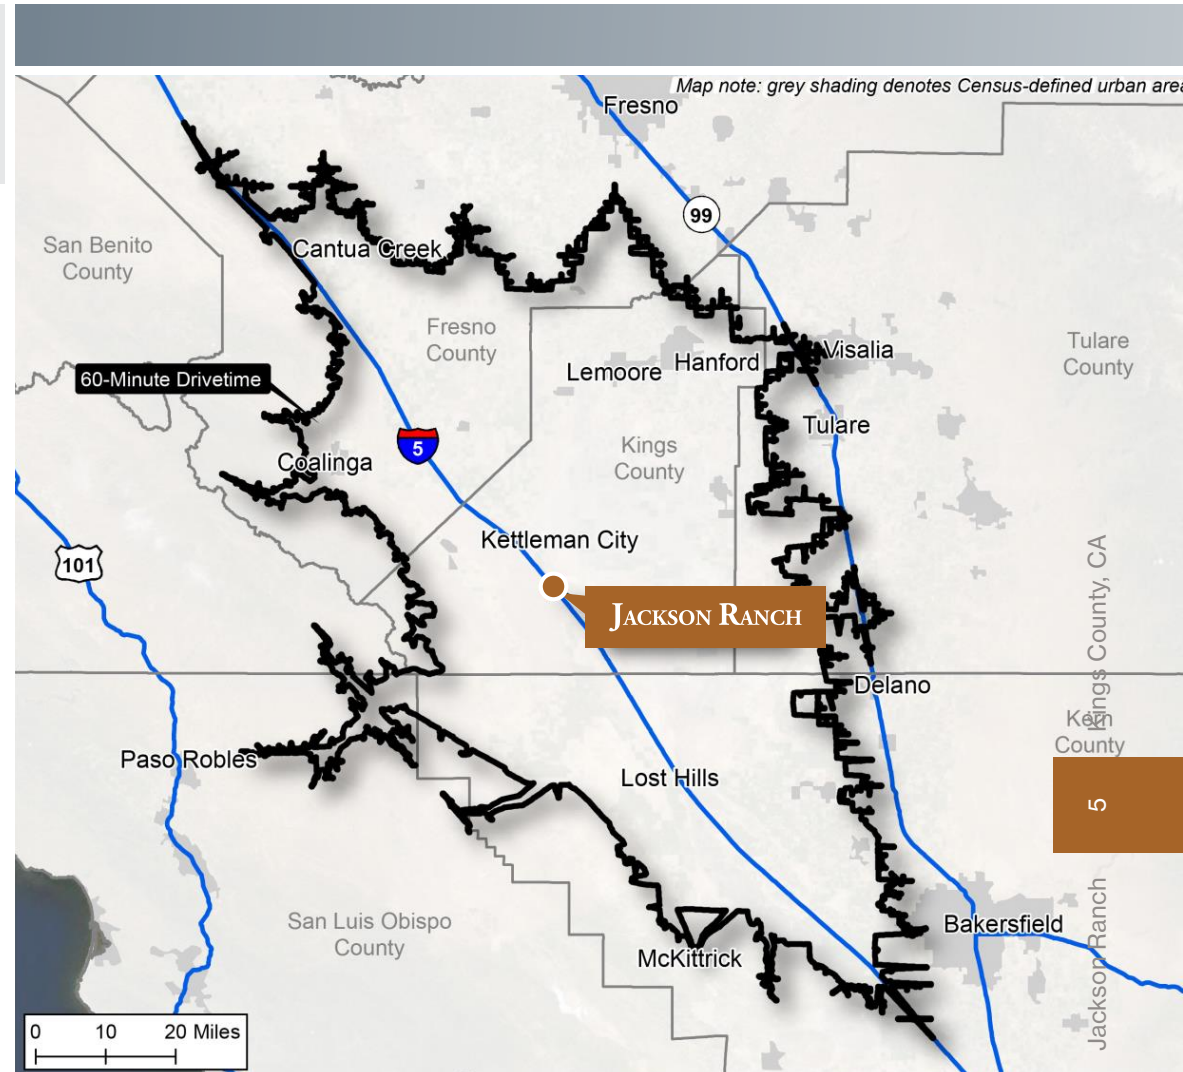 Map note: grey shading denotes Census-defined urban area
Fresno
99
San Benito
County
Cantua Creek
Fresno
County
Visalia
Tulare
County
Hanford
Lemoore
60-Minute Drivetime
Tulare
Kings
County
5
Coalinga
Kettleman City
101
JACKSON RANCH
Kings County, CA
Delano
Kern
County
Paso Robles
Lost Hills
5
San Luis Obispo
County
Bakersfield
McKittrick
Jackson Ranch
0 10 20 Miles